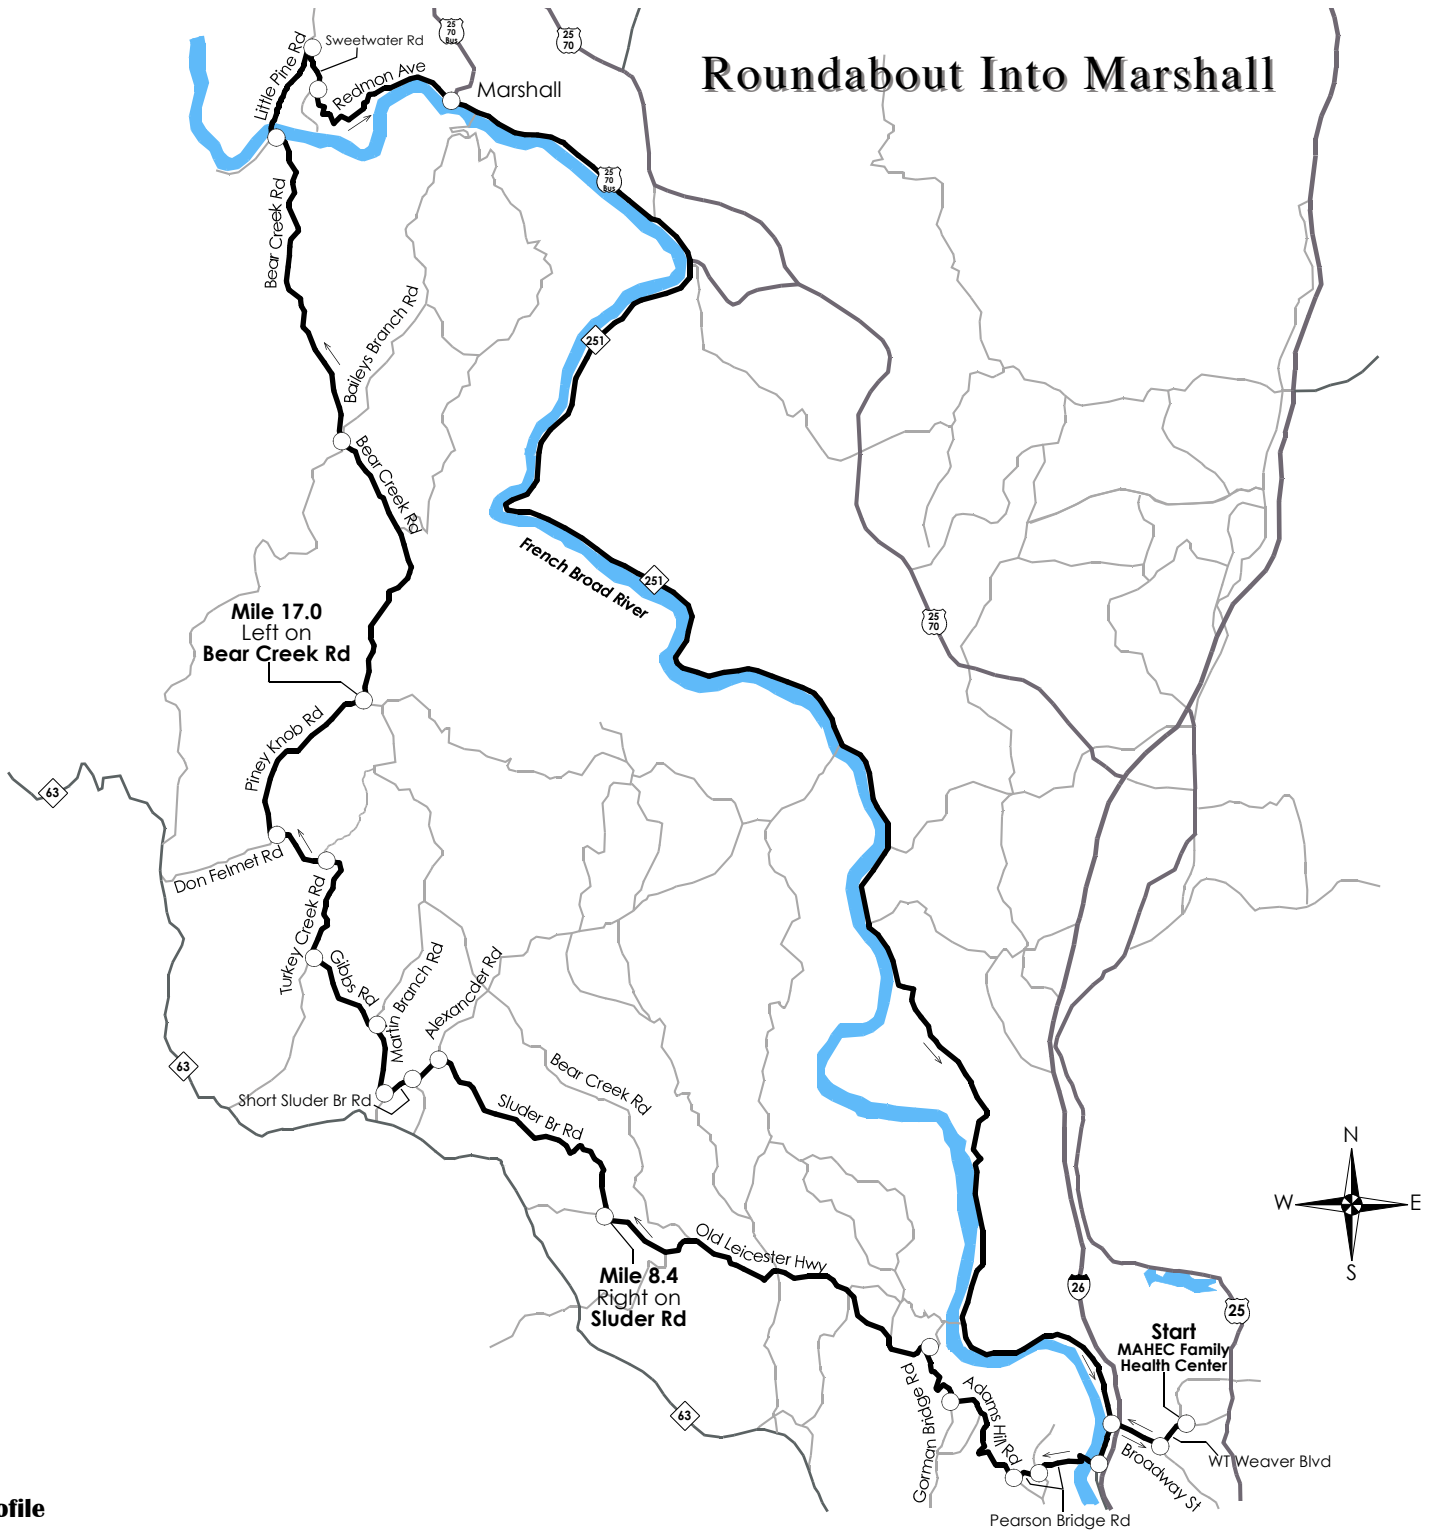 Roundabout Into Marshall
25
70
Bus
25
70
Sweetwater Rd
Little Pine Rd
Redmon Ave
Marshall
25
70
Bus
Bear Creek Rd
Baileys Branch Rd
251
Bear Creek Rd
French Broad River
251
25
70
Mile 17.0
Left on
Bear Creek Rd
Piney Knob Rd
63
Don Felmet Rd
Turkey Creek Rd
Gibbs Rd
Martin Branch Rd
Alexancder Rd
63
Short Sluder Br Rd
Bear Creek Rd
Sluder Br Rd
Old Leicester Hwy
Mile 8.4
Right on
Sluder Rd
N
W
E
S
26
25
Start
MAHEC Family
Health Center
63
Gorman Bridge Rd
Adams Hill Rd
Broadway St
WT Weaver Blvd
Pearson Bridge Rd
ofile